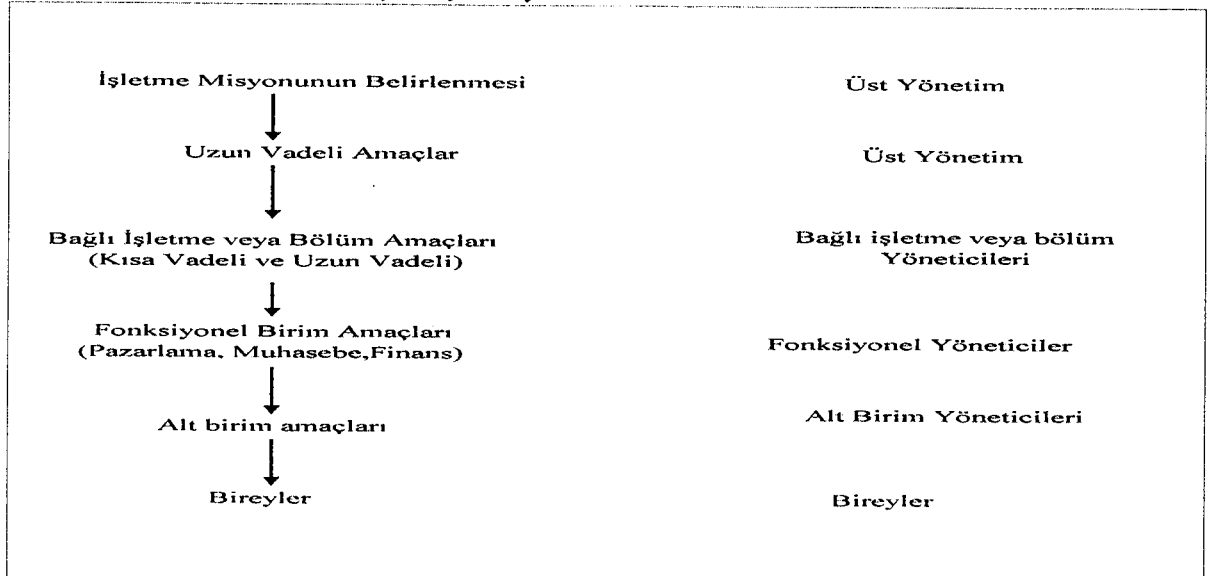 İşletme Misyonunun Belirlenmesi Üst Yönetim
Uzun Vadeli Amaçlar Üst Yönetim
Bağlı İşletme veya Bölüm Amaçları Bağlı işletme veya bölüm
(Kısa Vadeli ve Uzun Vadeli) Yöneticileri
Fonksiyonel Birim Amaçları
(Pazarlama, Muhasebe,Finans) Fonksiyonel Yöneticiler
Alt birim amaçları Alt Birim Yöneticileri
Bireyler Bireyler